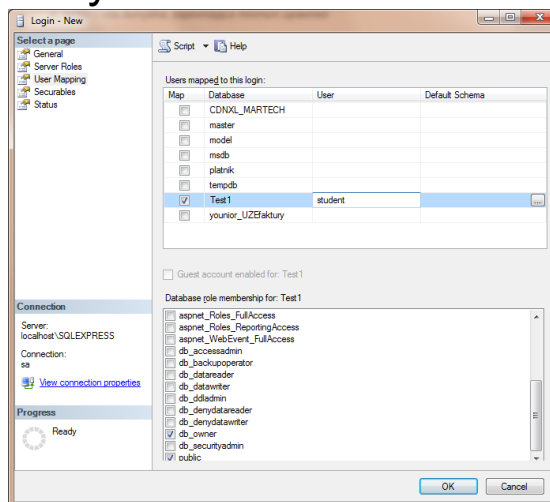 Login - New
Select a page
General
Server Roles
User Mapping
Securables
Status
Script Help
Users mapped to this login:
Map Database User Default Schema
CDNXL_MARTECH
master
model
msdb
platnik
tempdb
Test1 student ...
younior_UZEfaktury
Guest account enabled for: Test1
Database role membership for: Test1
aspnet_Roles_FullAccess
aspnet_Roles_ReportingAccess
aspnet_WebEvent_FullAccess
db_accessadmin
db_backupoperator
db_datareader
db_datawriter
db_ddladmin
db_denydatareader
db_denydatawriter
db_owner
db_securityadmin
public
Connection
Server:
localhost\SQLEXPRESS
Connection:
sa
View connection properties
Progress
Ready
OK Cancel